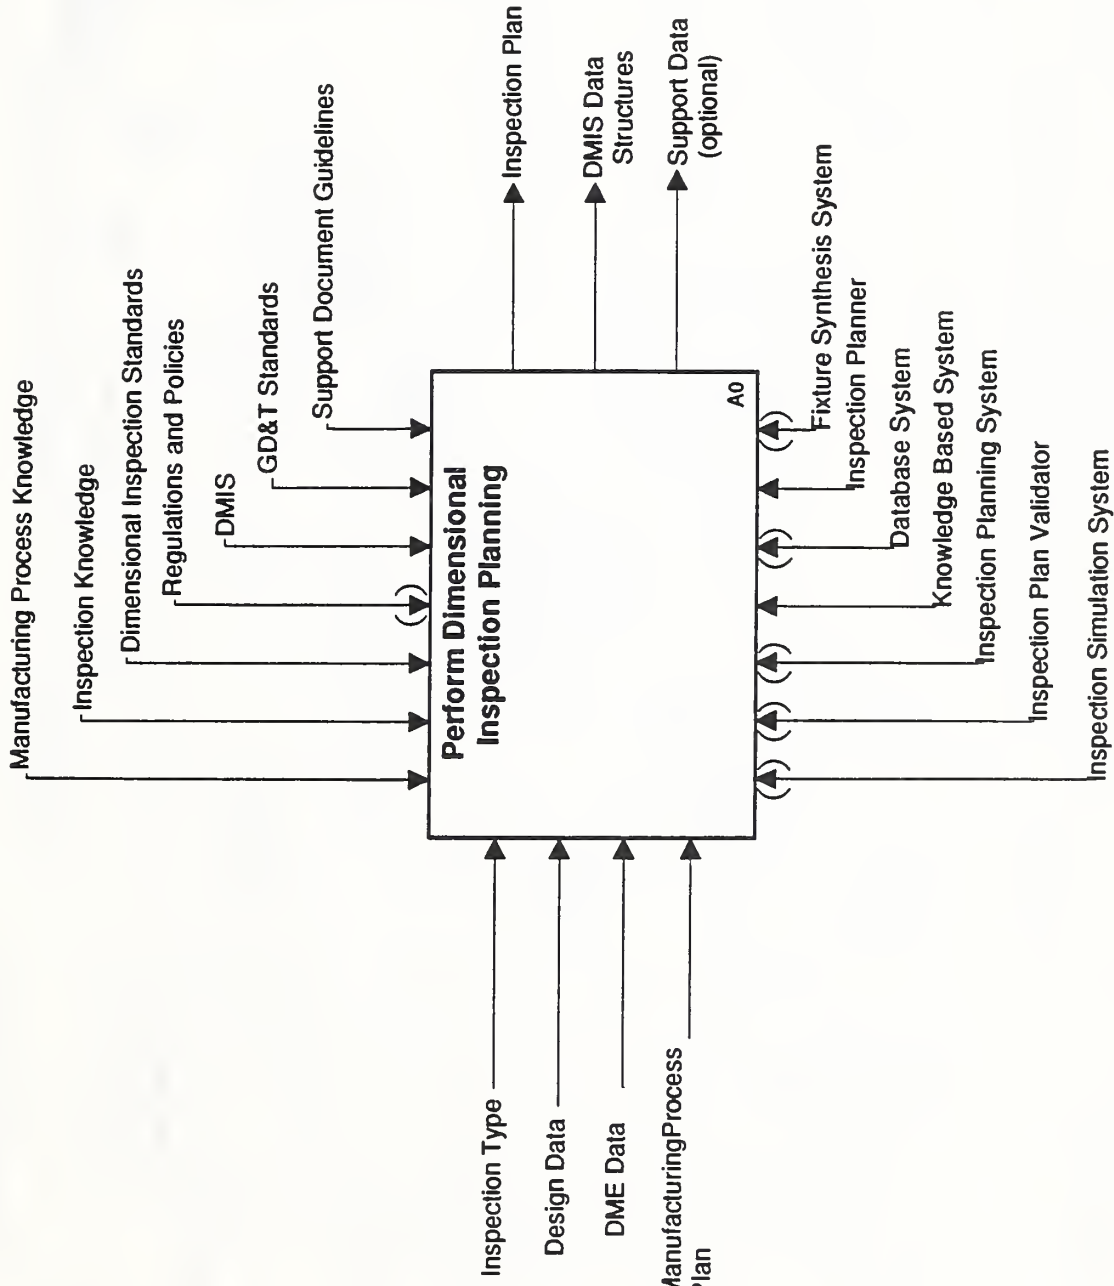 Manufacturing Process Knowledge
Inspection Knowledge
Dimensional Inspection Standards
Regulations and Policies
DMIS
GD&T Standards
Support Document Guidelines
Inspection Type
Design Data
DME Data
ManufacturingProcess
Plan
Perform Dimensional
Inspection Planning
A0
Inspection Plan
DMIS Data
Structures
Support Data
(optional)
Fixture Synthesis System
Inspection Planner
Database System
Knowledge Based System
Inspection Planning System
Inspection Plan Validator
Inspection Simulation System